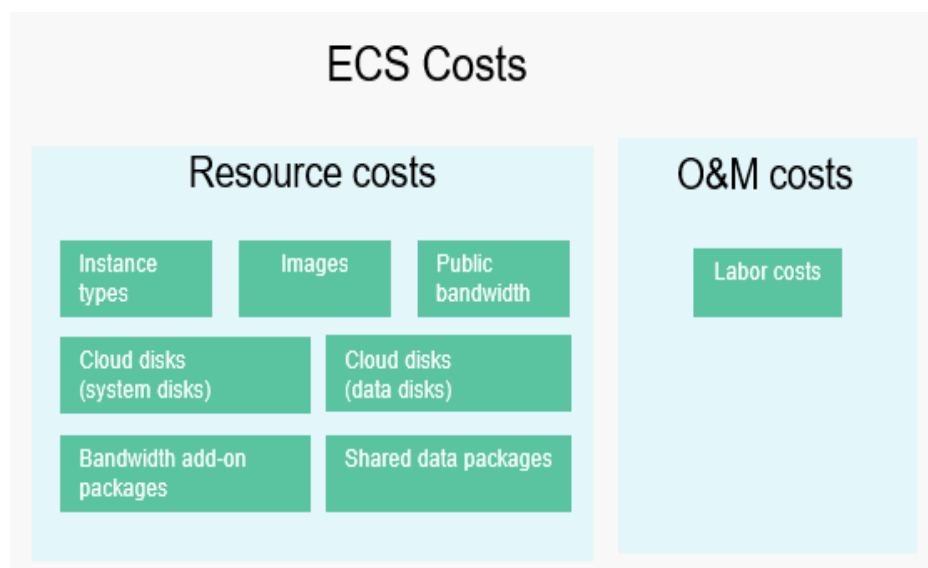 ECS Costs
Resource costs
Instance
types
Images
Public
bandwidth
Cloud disks
(system disks)
Cloud disks
(data disks)
Bandwidth add-on
packages
Shared data packages
O&M costs
Labor costs